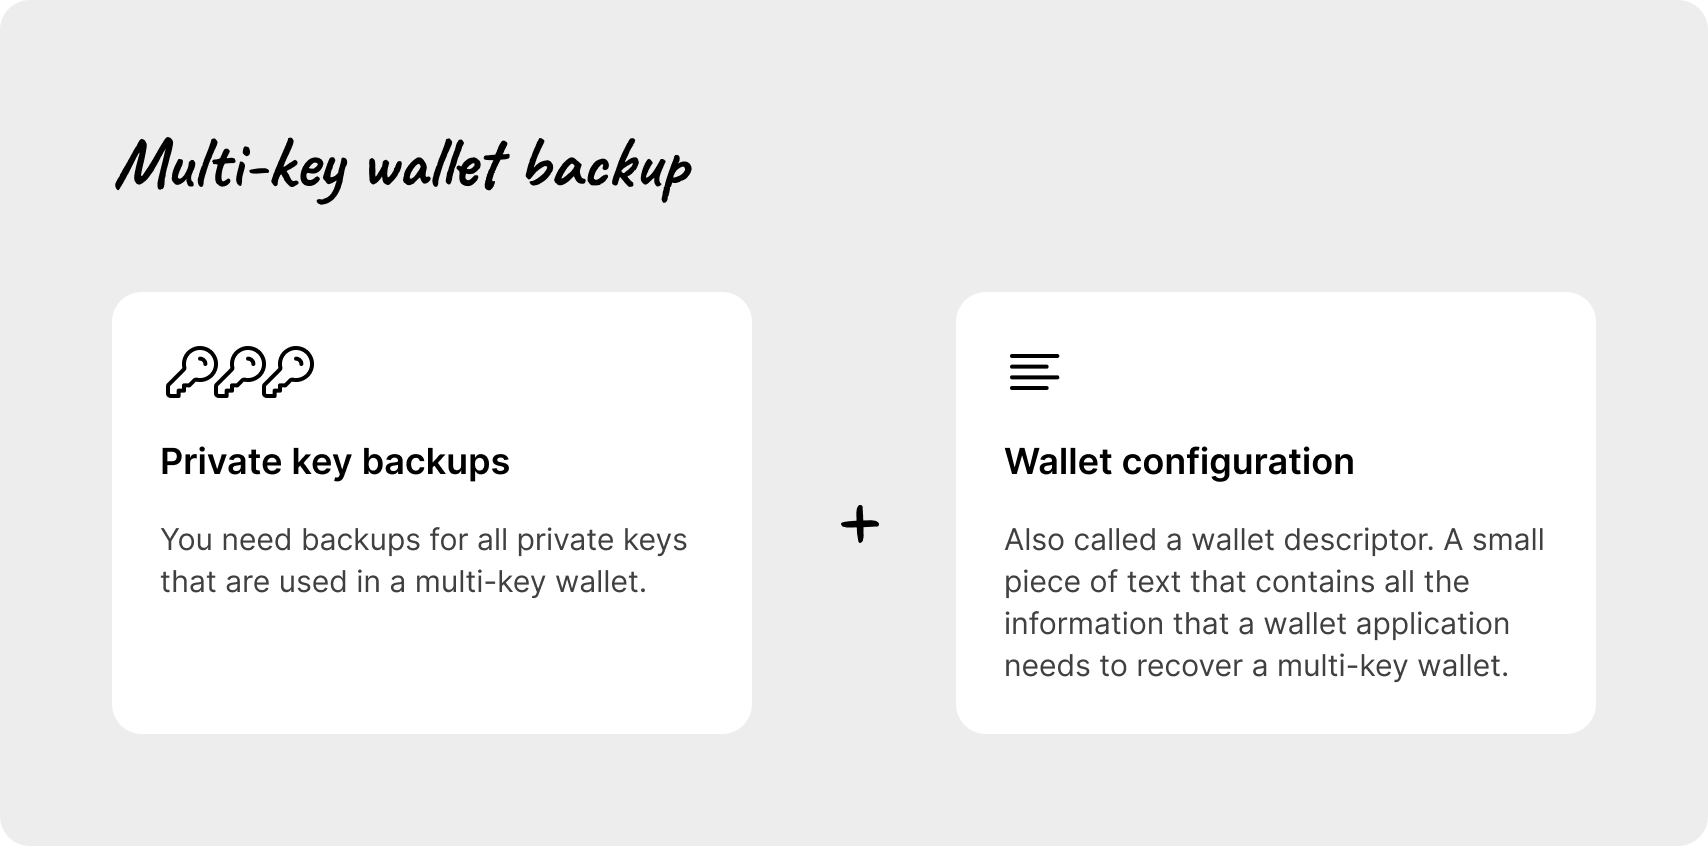 Multi-key wallet backup
Private key backups
You need backups for all private keys
that are used in a multi-key wallet.
+
Wallet configuration
Also called a wallet descriptor. A small
piece of text that contains all the
information that a wallet application
needs to recover a multi-key wallet.